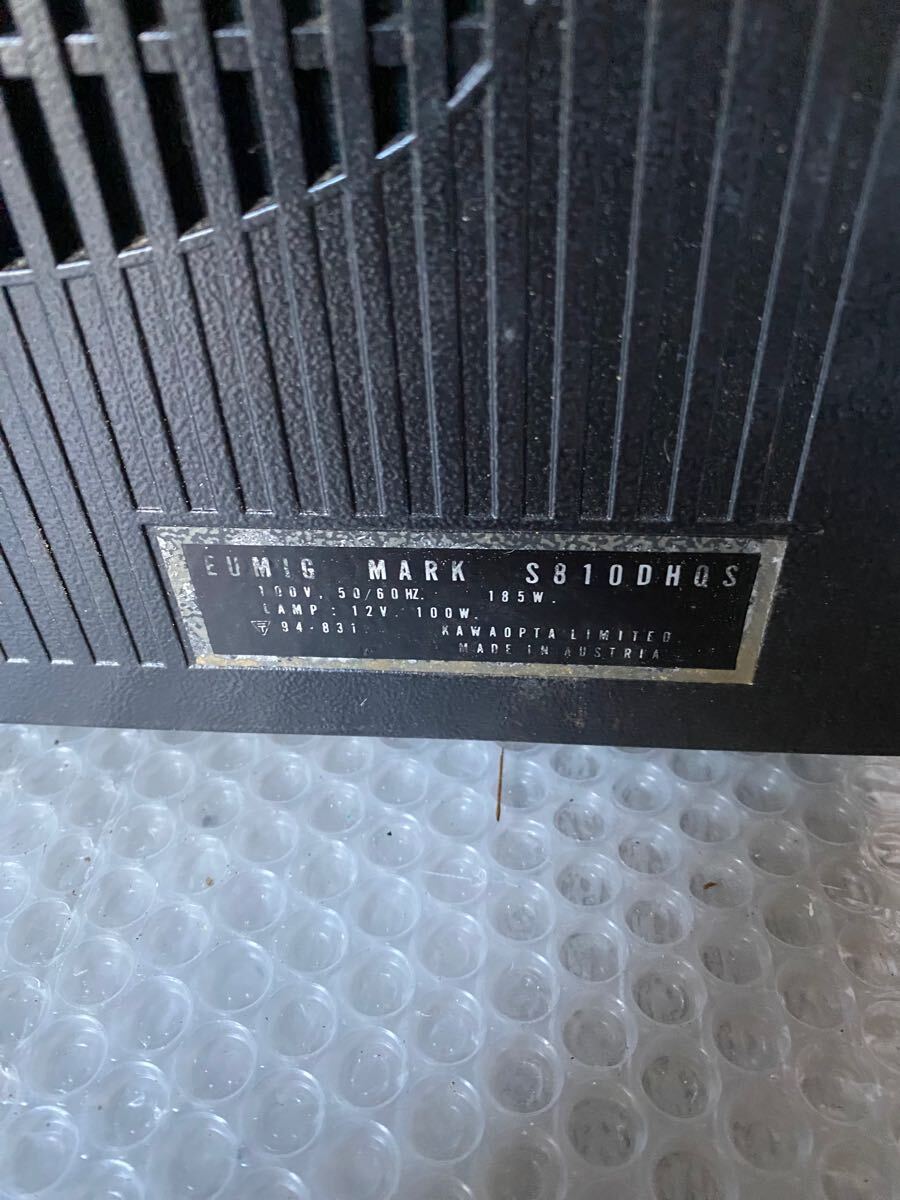 EUMIG MARK S810DHQS
100V. 50/60HZ. 185W.
LAMP: 12V 100W.
〒 94-831 KAWAOPTA LIMITED
MADE IN AUSTRIA